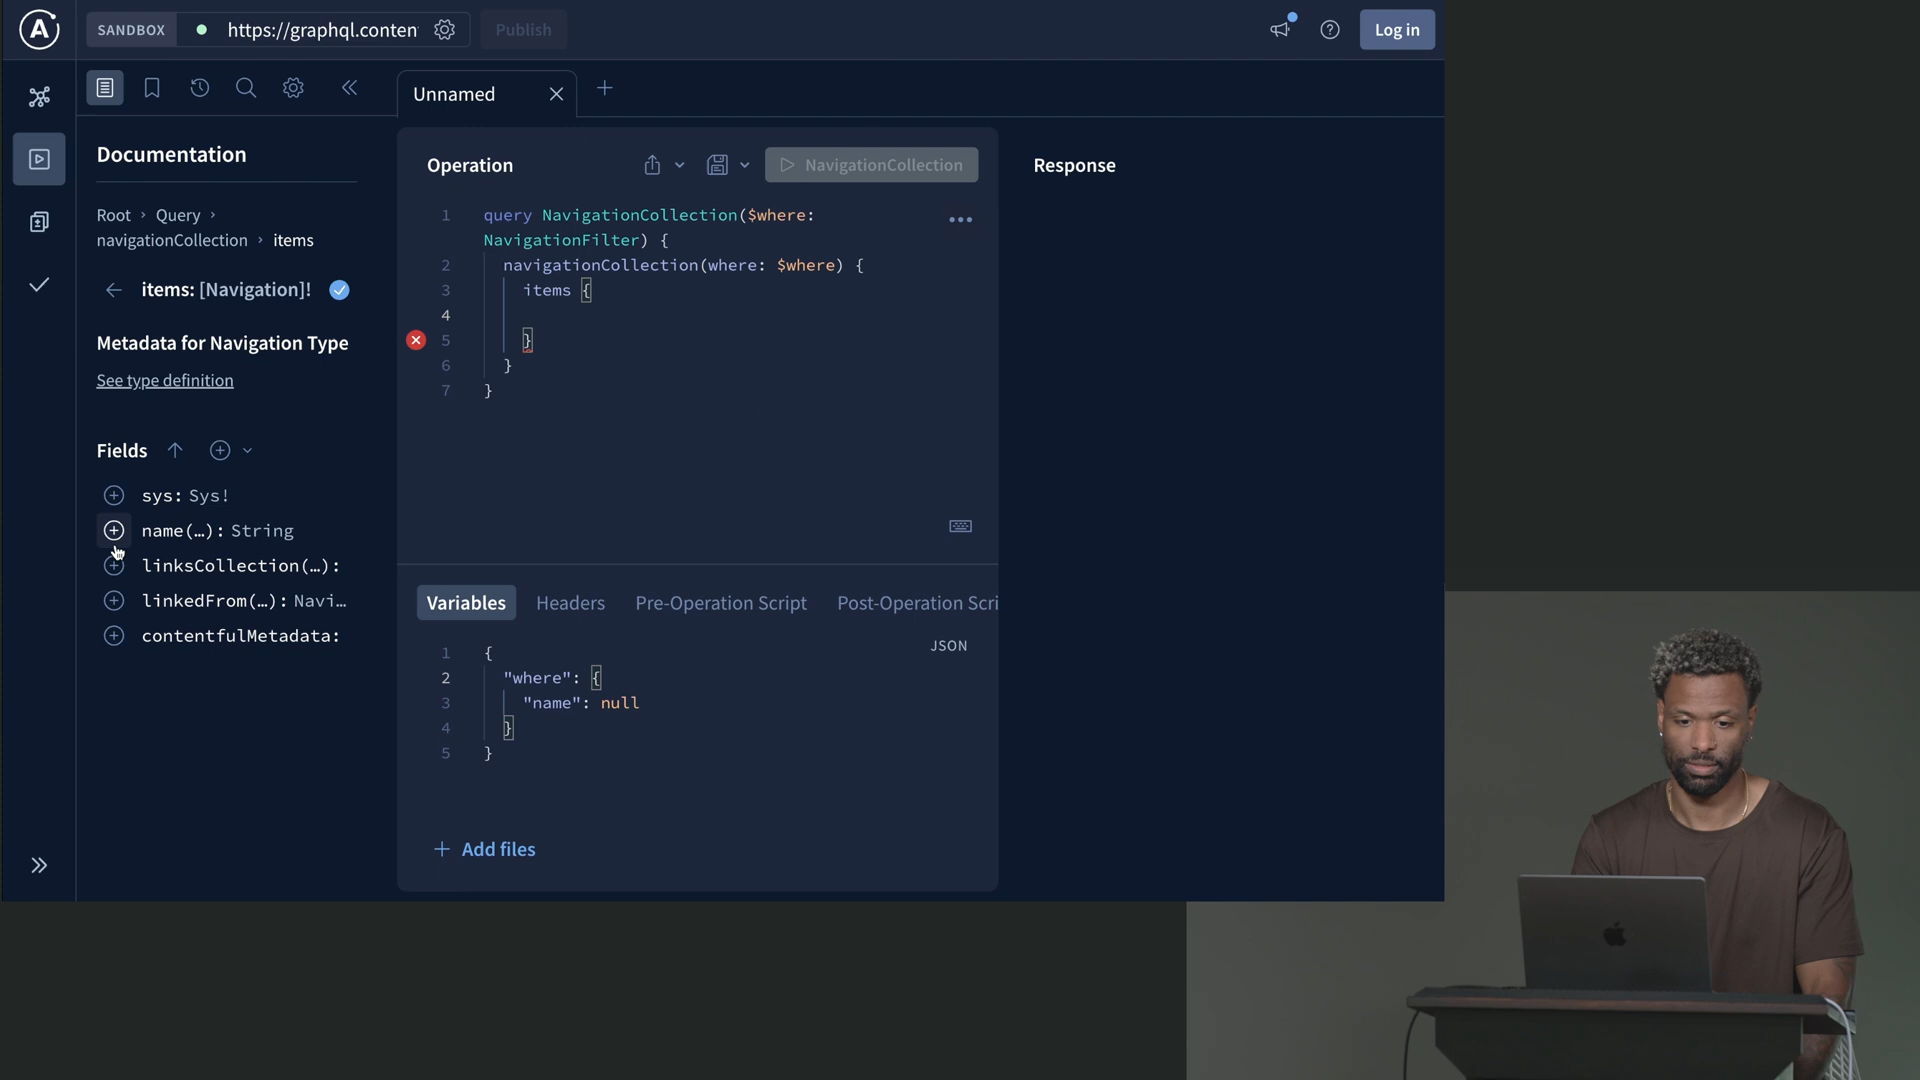 SANDBOX
https://graphql.conten
Publish
Log in
Unnamed
Documentation
Root › Query ›
navigationCollection › items
items: [Navigation]!
Metadata for Navigation Type
See type definition
Fields
sys: Sys!
name(…): String
linksCollection(…):
linkedFrom(…): Navi…
contentfulMetadata:
Operation
NavigationCollection
1 query NavigationCollection($where:
NavigationFilter) {
2 navigationCollection(where: $where) {
3 items {
4
5 }
6 }
7 }
Variables
Headers
Pre-Operation Script
Post-Operation Scri
JSON
1 {
2 "where": {
3 "name": null
4 }
5 }
+ Add files
Response